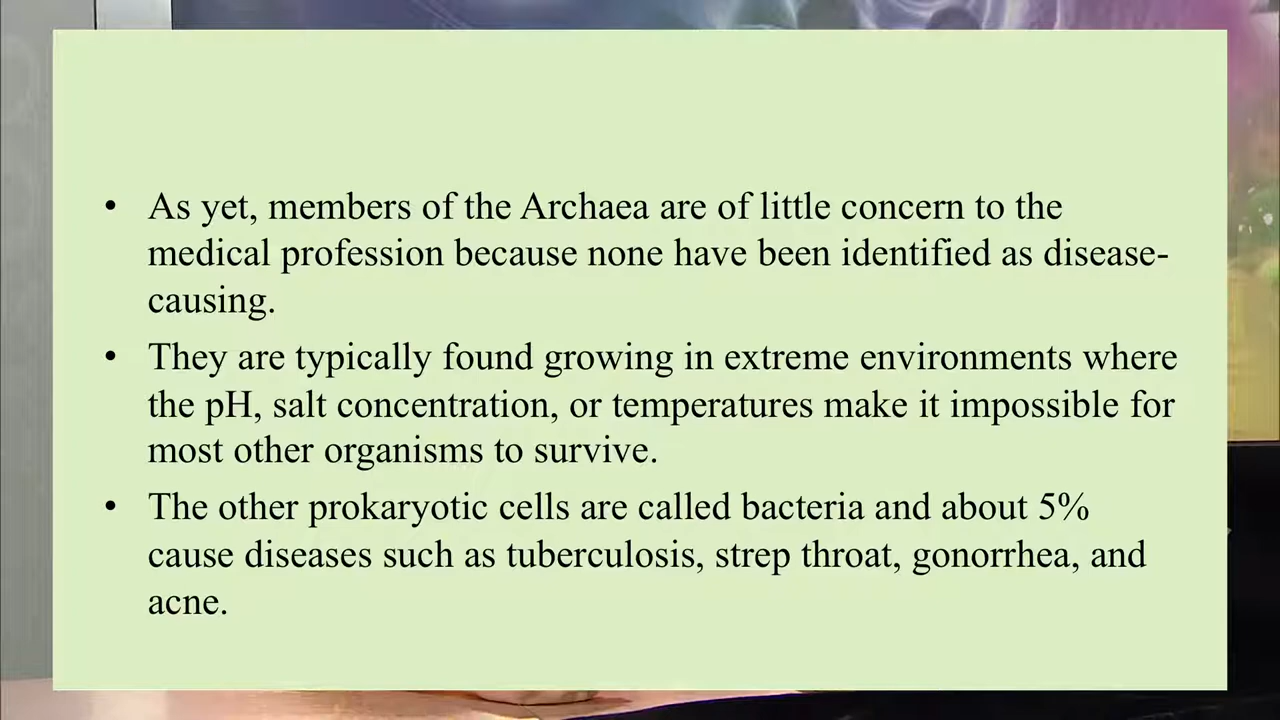 • As yet, members of the Archaea are of little concern to the
medical profession because none have been identified as disease-
causing.
• They are typically found growing in extreme environments where
the pH, salt concentration, or temperatures make it impossible for
most other organisms to survive.
• The other prokaryotic cells are called bacteria and about 5%
cause diseases such as tuberculosis, strep throat, gonorrhea, and
acne.